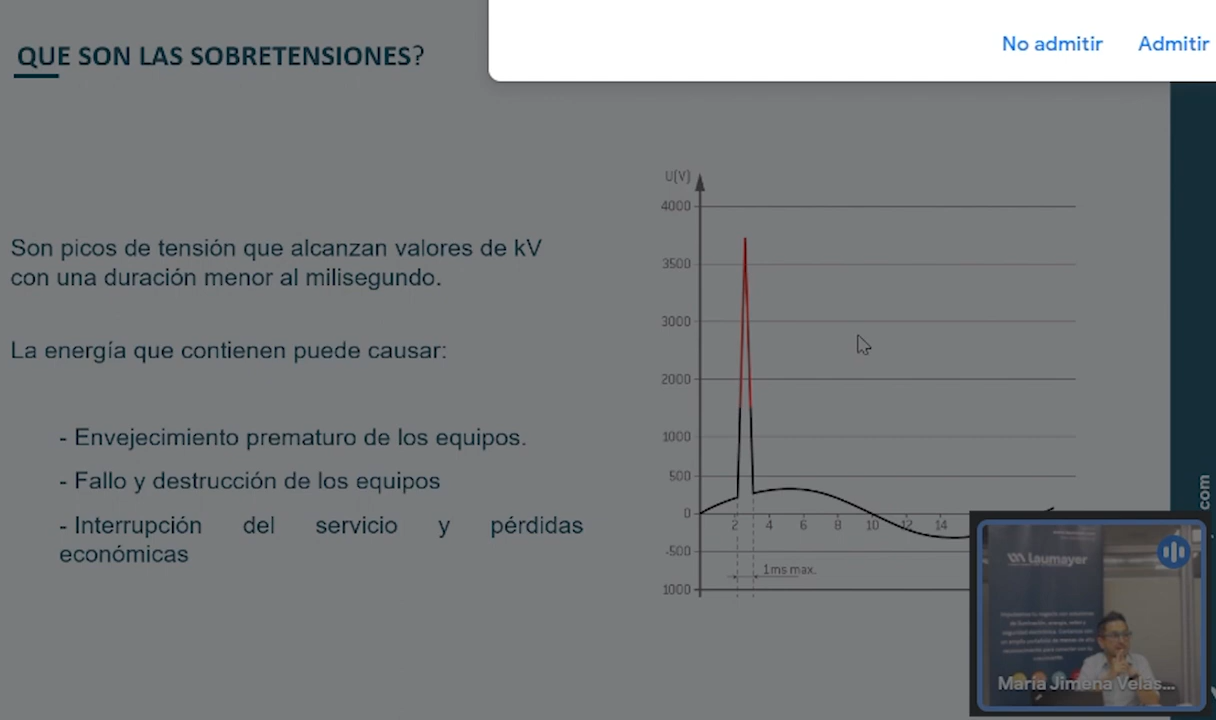 No admitir Admitir
QUE SON LAS SOBRETENSIONES?
Son picos de tensión que alcanzan valores de kV
con una duración menor al milisegundo.
La energía que contienen puede causar:
- Envejecimiento prematuro de los equipos.
- Fallo y destrucción de los equipos
- Interrupción del servicio y pérdidas
económicas
U(V)
4000
3500
3000
2000
1000
500
0
2 4 6 8 10 12 14
-500
1ms max.
1000
com
Laumayer
María Jimena Velás...